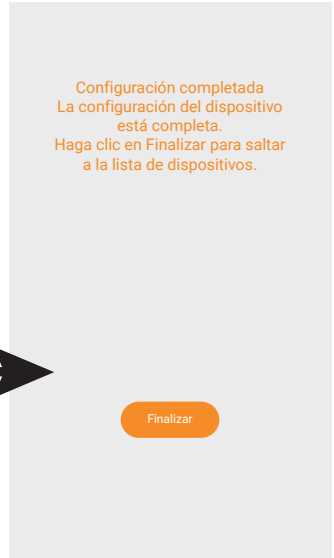 Configuración completada
La configuración del dispositivo
está completa.
Haga clic en Finalizar para saltar
a la lista de dispositivos.
Finalizar